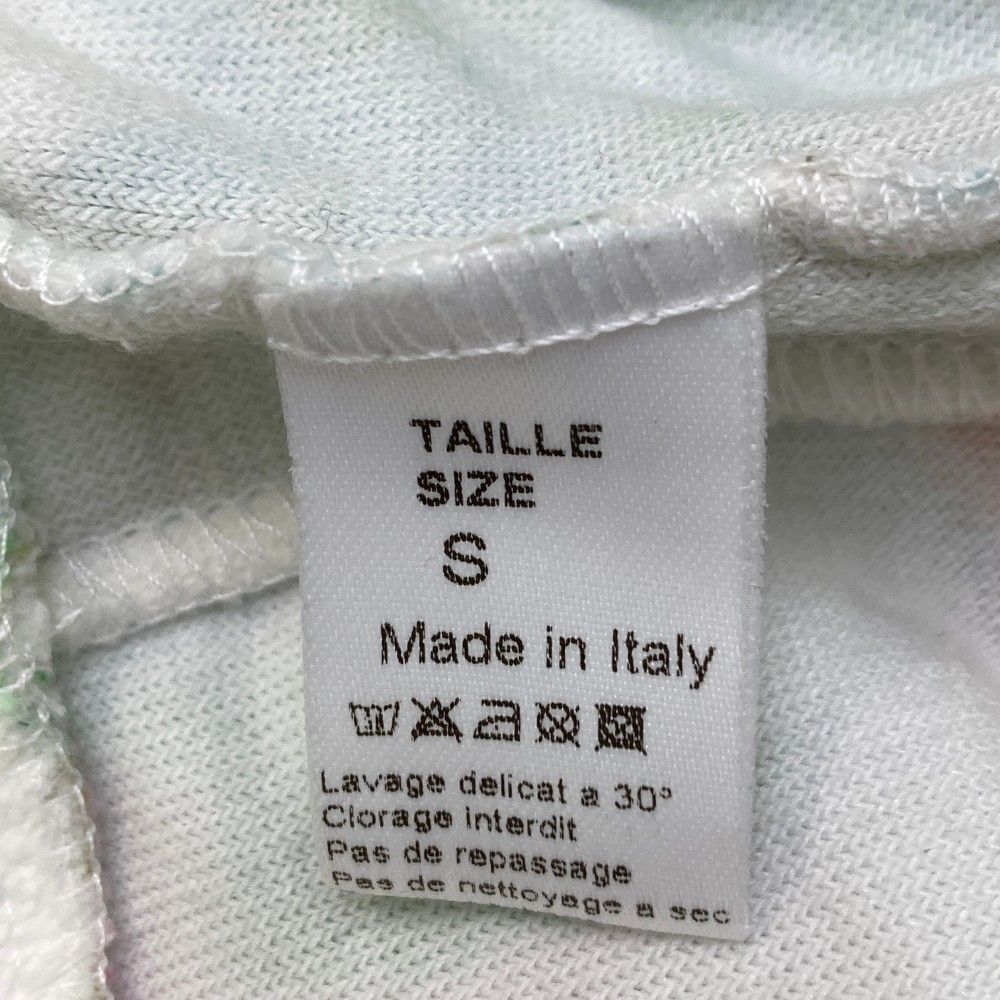 TAILLE
SIZE
S
Made in Italy
Lavage delicat a 30°
Clorage interdit
Pas de repassage
Pas de nettoyage a sec